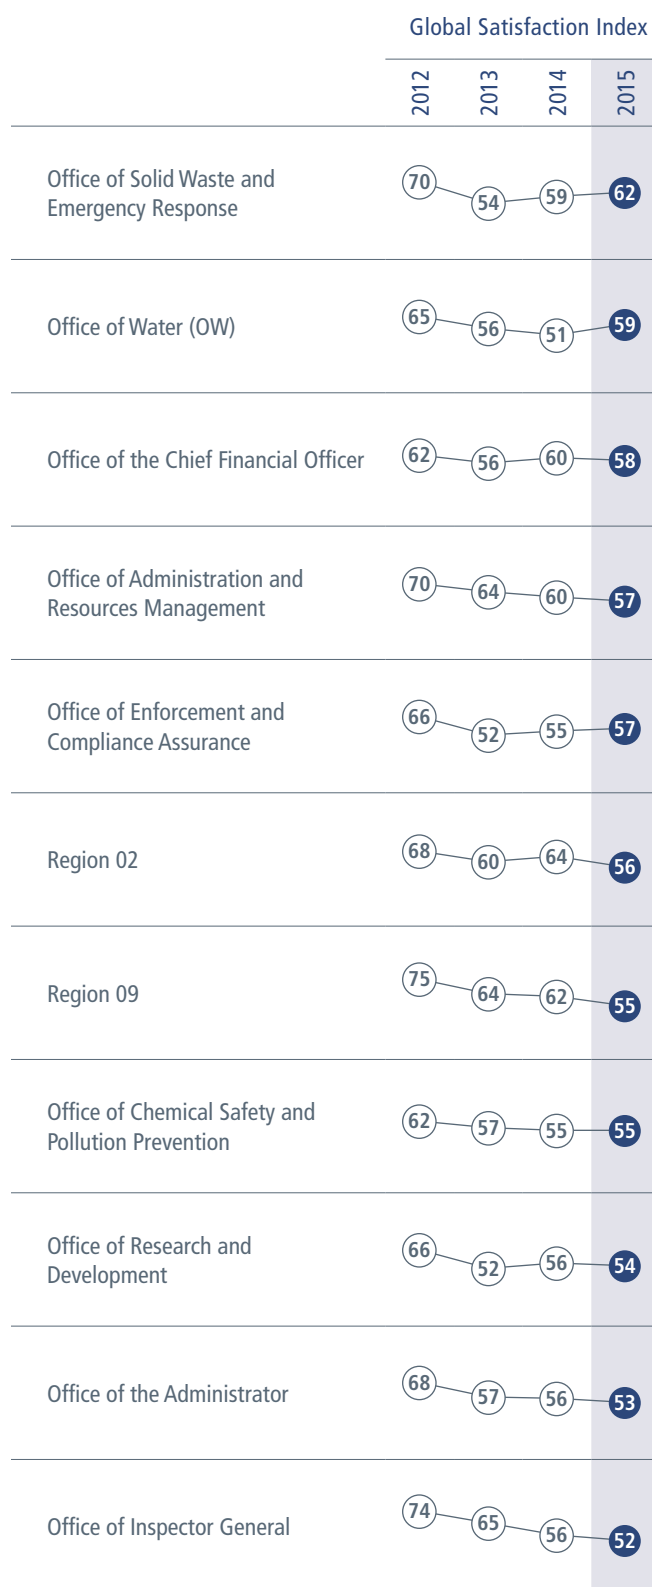 Global Satisfaction Index
2012 2013 2014 2015
Office of Solid Waste and
Emergency Response
70 54 59 62
Office of Water (OW)
65 56 51 59
Office of the Chief Financial Officer
62 56 60 58
Office of Administration and
Resources Management
70 64 60 57
Office of Enforcement and
Compliance Assurance
66 52 55 57
Region 02
68 60 64 56
Region 09
75 64 62 55
Office of Chemical Safety and
Pollution Prevention
62 57 55 55
Office of Research and
Development
66 52 56 54
Office of the Administrator
68 57 56 53
Office of Inspector General
74 65 56 52